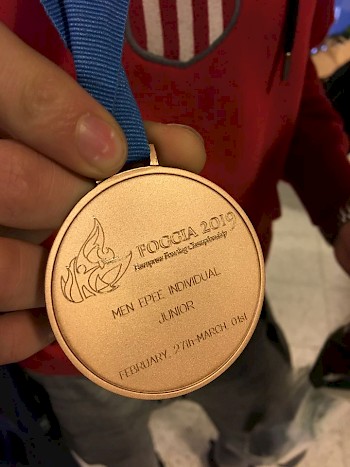 FOGGIA 2019
European Fencing Championship
MEN EPEE INDIVIDUAL
JUNIOR
FEBRUARY, 27th-MARCH, 01st